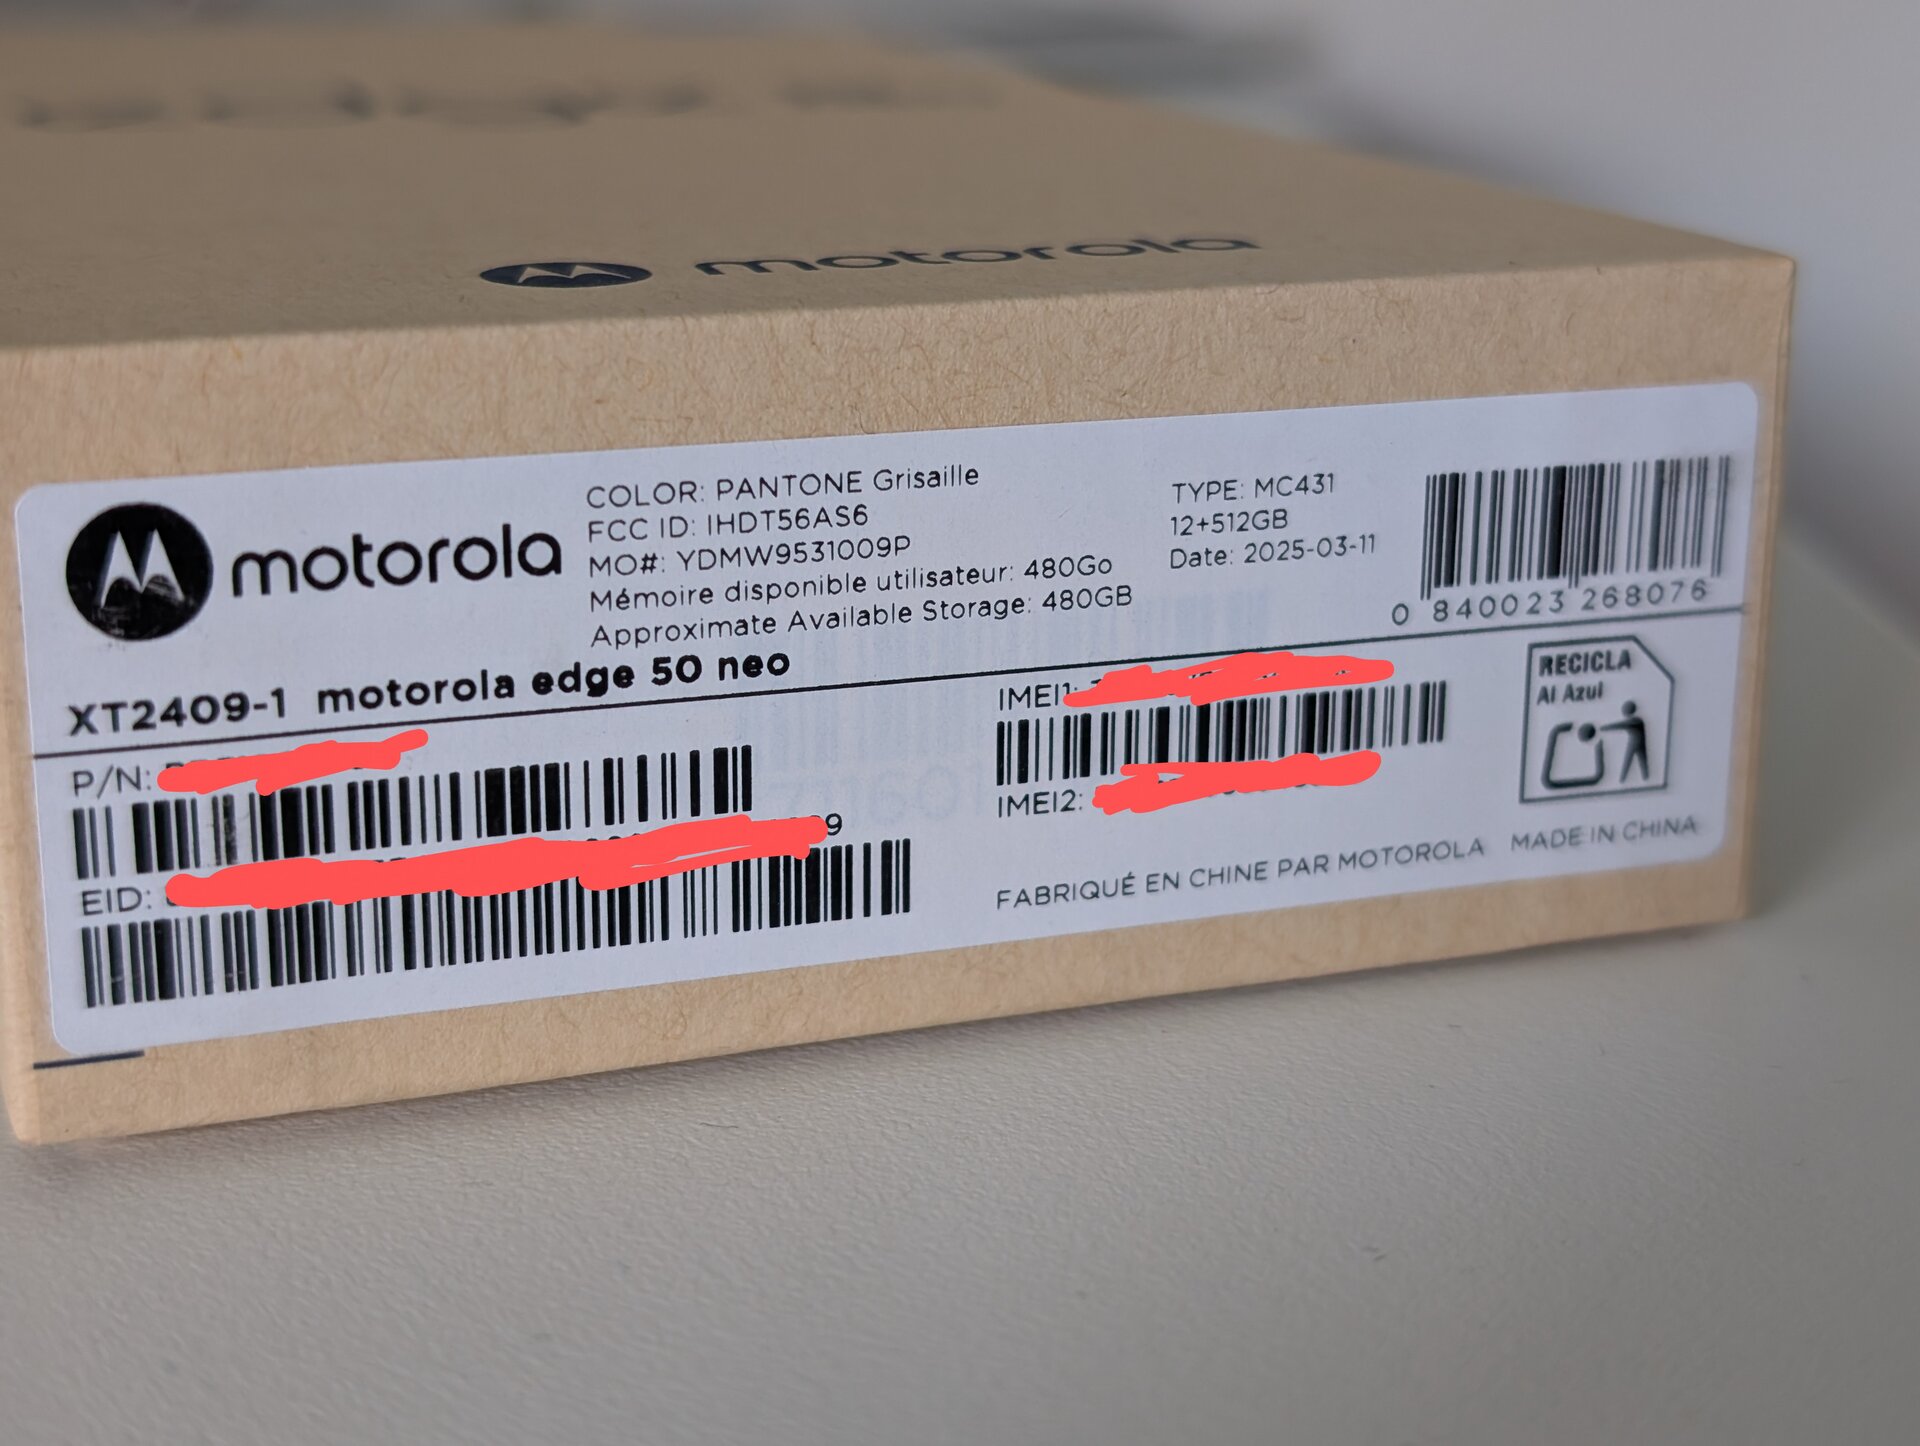 motorola
motorola
COLOR: PANTONE Grisaille
FCC ID: IHDT56AS6
MO#: YDMW9531009P
Mémoire disponible utilisateur: 480Go
Approximate Available Storage: 480GB
TYPE: MC431
12+512GB
Date: 2025-03-11
0 840023 268076
XT2409-1 motorola edge 50 neo
P/N:
EID: 9
IMEI1:
IMEI2:
RECICLA
Al Azul
FABRIQUÉ EN CHINE PAR MOTOROLA MADE IN CHINA